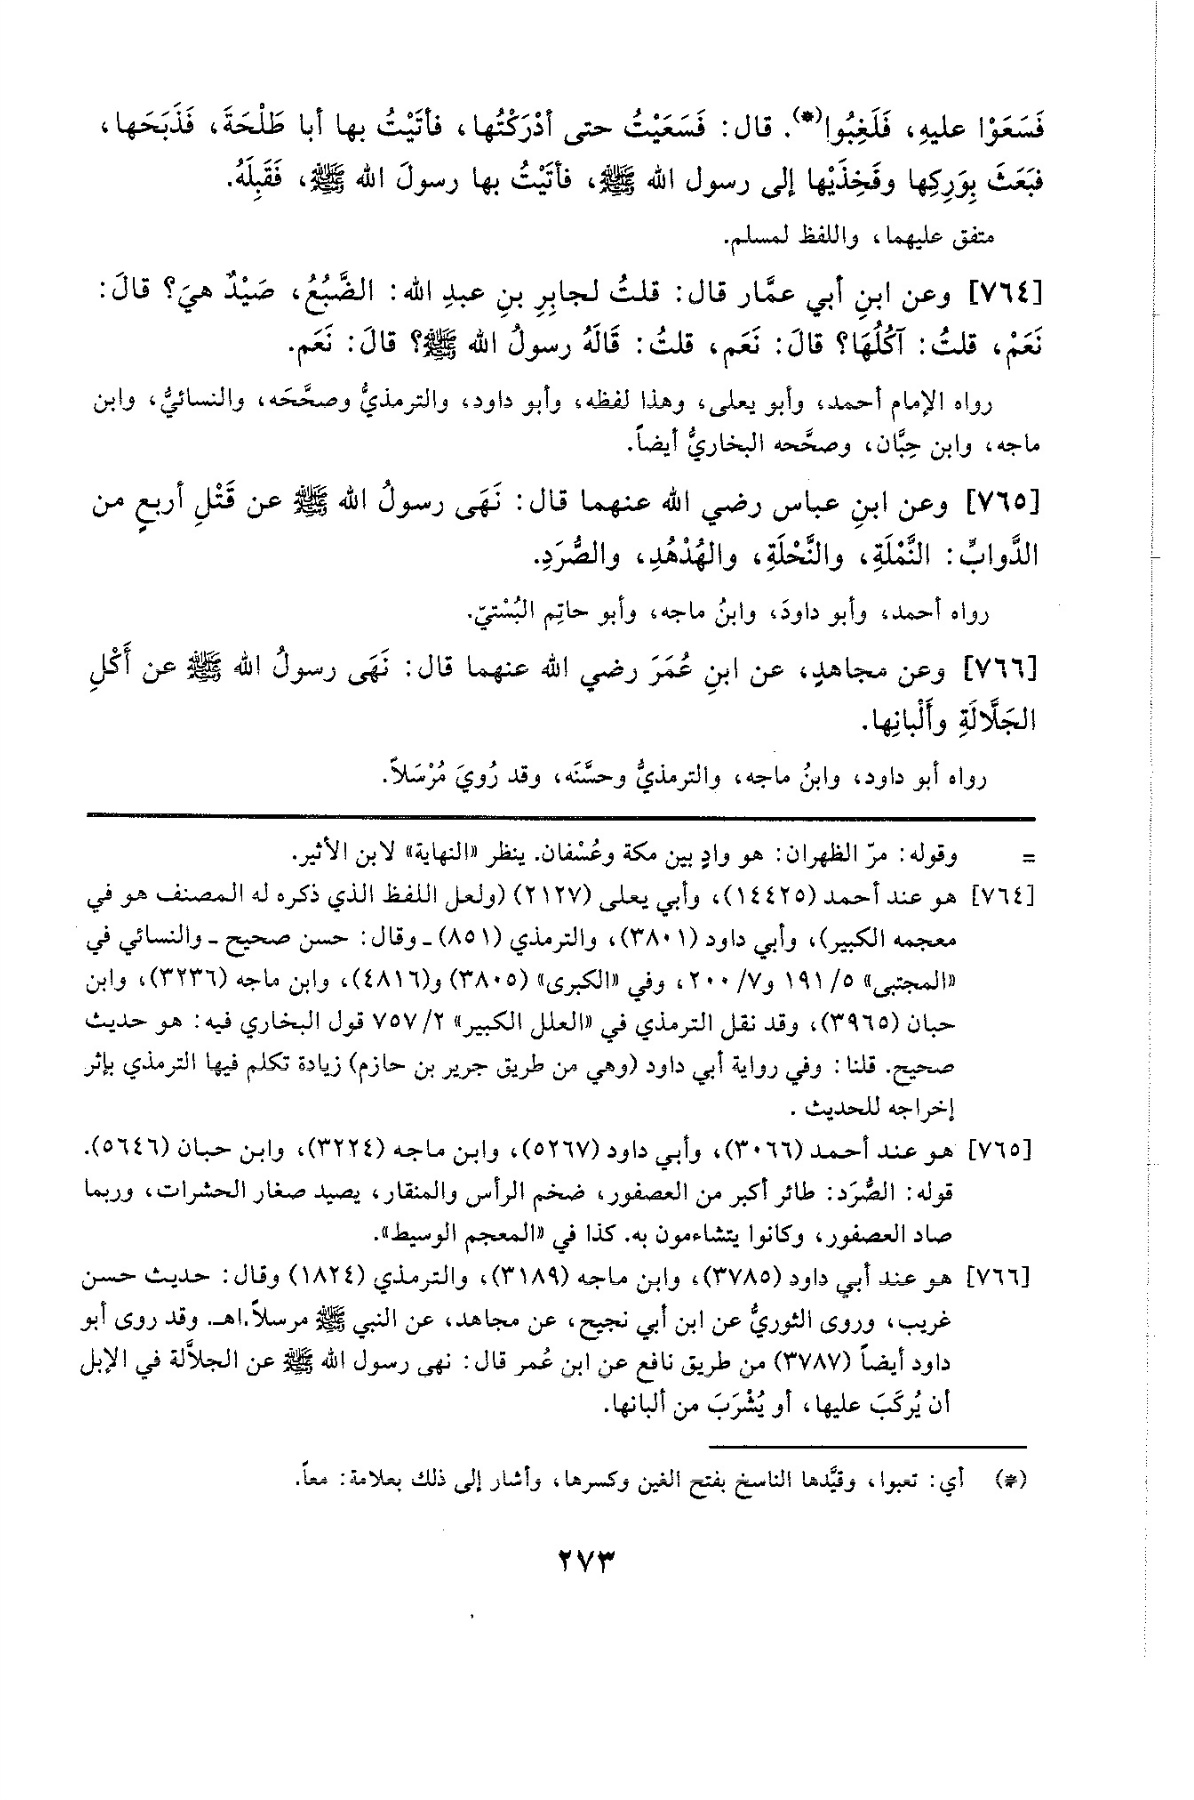 فَسَعَوْا عليهِ، فَلَغِبُوا(*). قال: فَسَعَيْتُ حتى أدْرَكْتُها، فأتَيْتُ بها أبا طَلْحَةَ، فَذَبَحَها،
فبَعَثَ بِوَرِكِها وفَخِذَيْها إلى رسول الله ﷺ، فأتَيْتُ بها رسولَ الله ﷺ، فَقَبِلَهُ.
متفق عليهما، واللفظ لمسلم.
[٧٦٤] وعن ابنِ أبي عمَّار قال: قلتُ لجابِرِ بنِ عبدِ الله: الضَّبُعُ، صَيْدٌ هيَ؟ قالَ:
نَعَمْ، قلتُ: آكُلُهَا؟ قالَ: نَعَم، قلتُ: قَالَهُ رسولُ الله ﷺ؟ قالَ: نَعَم.
رواه الإمام أحمد، وأبو يعلى، وهذا لفظه، وأبو داود، والترمذيُّ وصحَّحَه، والنسائيُّ، وابن
ماجه، وابن حِبَّان، وصحَّحه البخاريُّ أيضاً.
[٧٦٥] وعن ابنِ عباس رضي الله عنهما قال: نَهَى رسولُ الله ﷺ عن قَتْلِ أربعٍ من
الدَّوابِّ: النَّمْلَةِ، والنَّحْلَةِ، والهُدْهُدِ، والصُّرَدِ.
رواه أحمد، وأبو داودَ، وابنُ ماجه، وأبو حاتِم البُسْتيّ.
[٧٦٦] وعن مجاهدٍ، عن ابنِ عُمَرَ رضي الله عنهما قال: نَهَى رسولُ الله ﷺ عن أَكْلِ
الجَلَّالَةِ وأَلْبانِها.
رواه أبو داود، وابنُ ماجه، والترمذيُّ وحسَّنَه، وقد رُويَ مُرْسَلاً.
= وقوله: مرّ الظهران: هو وادٍ بين مكة وعُسْفان. ينظر «النهاية» لابن الأثير.
[٧٦٤] هو عند أحمد (١٤٤٢٥)، وأبي يعلى (٢١٢٧) (ولعل اللفظ الذي ذكره له المصنف هو في
معجمه الكبير)، وأبي داود (٣٨٠١)، والترمذي (٨٥١) ـ وقال: حسن صحيح ـ والنسائي في
«المجتبى» ٥/ ١٩١ و٧/ ٢٠٠، وفي «الكبرى» (٣٨٠٥) و(٤٨١٦)، وابن ماجه (٣٢٣٦)، وابن
حبان (٣٩٦٥)، وقد نقل الترمذي في «العلل الكبير» ٢/ ٧٥٧ قول البخاري فيه: هو حديث
صحيح. قلنا: وفي رواية أبي داود (وهي من طريق جرير بن حازم) زيادة تكلم فيها الترمذي بإثر
إخراجه للحديث .
[٧٦٥] هو عند أحمد (٣٠٦٦)، وأبي داود (٥٢٦٧)، وابن ماجه (٣٢٢٤)، وابن حبان (٥٦٤٦).
قوله: الصُّرَد: طائر أكبر من العصفور، ضخم الرأس والمنقار، يصيد صغار الحشرات، وربما
صاد العصفور، وكانوا يتشاءمون به. كذا في «المعجم الوسيط».
[٧٦٦] هو عند أبي داود (٣٧٨٥)، وابن ماجه (٣١٨٩)، والترمذي (١٨٢٤) وقال: حديث حسن
غريب، وروى الثوريُّ عن ابن أبي نجيح، عن مجاهد، عن النبي ﷺ مرسلاً.اهـ. وقد روى أبو
داود أيضاً (٣٧٨٧) من طريق نافع عن ابن عُمر قال: نهى رسول الله ﷺ عن الجلاَّلة في الإبل
أن يُركَبَ عليها، أو يُشْرَبَ من ألبانها.
(*) أي: تعبوا، وقيَّدها الناسخ بفتح الغين وكسرها، وأشار إلى ذلك بعلامة: معاً.
٢٧٣